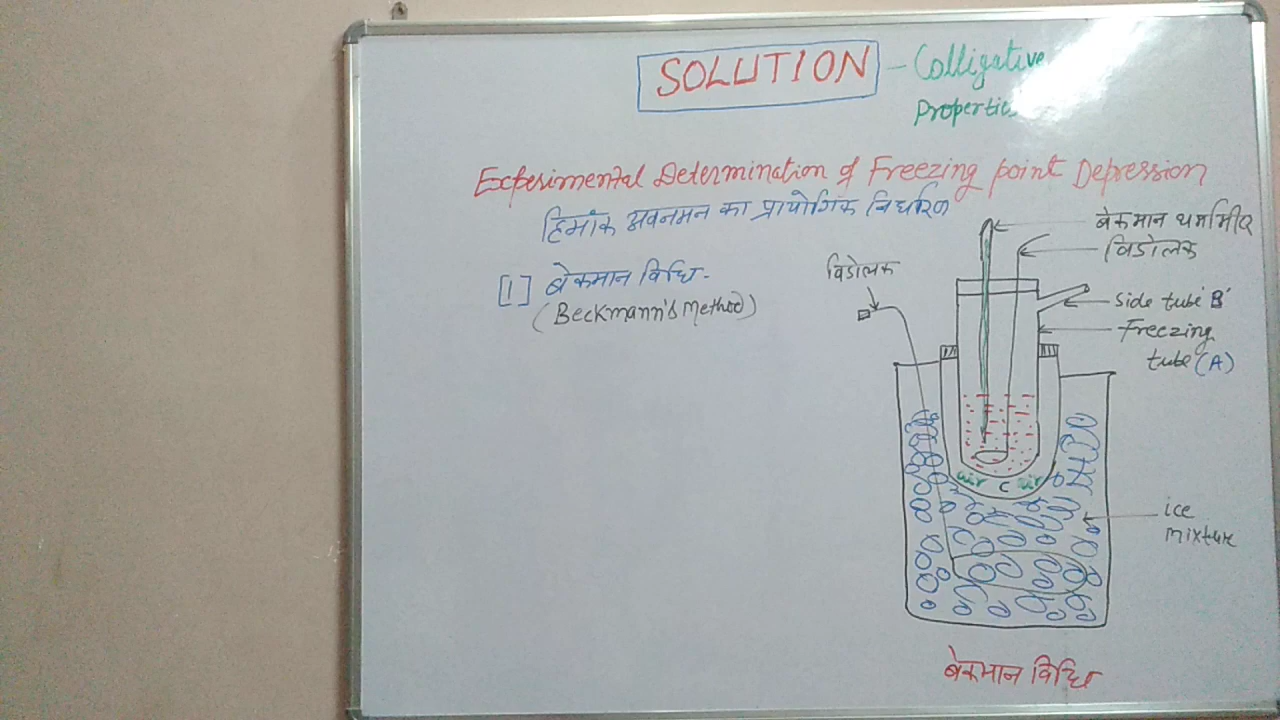 SOLUTION - Colligative
Properties
Experimental Determination of Freezing point Depression
हिमांक अवनमन का प्रायोगिक निर्धारण
[1] बेकमान विधि -
(Beckmann's Method)
विडोलक
बेकमान थर्मामीटर
विडोलक
Side tube 'B'
Freezing
tube (A)
air C air
ice
mixture
बेकमान विधि